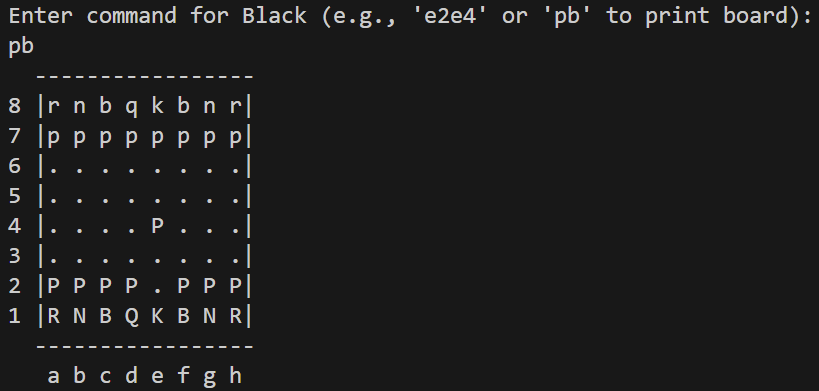 Enter command for Black (e.g., 'e2e4' or 'pb' to print board):
pb
  -----------------
8 |r n b q k b n r|
7 |p p p p p p p p|
6 |. . . . . . . .|
5 |. . . . . . . .|
4 |. . . . P . . .|
3 |. . . . . . . .|
2 |P P P P . P P P|
1 |R N B Q K B N R|
  -----------------
   a b c d e f g h